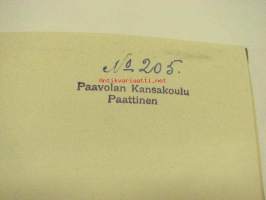 № 205.
antikvariaatti.net
Paavolan Kansakoulu
Paattinen